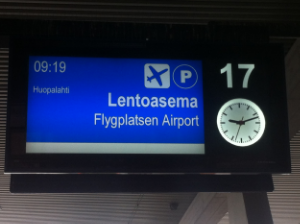 09:19
P
17
Huopalahti
Lentoasema
Flygplatsen Airport